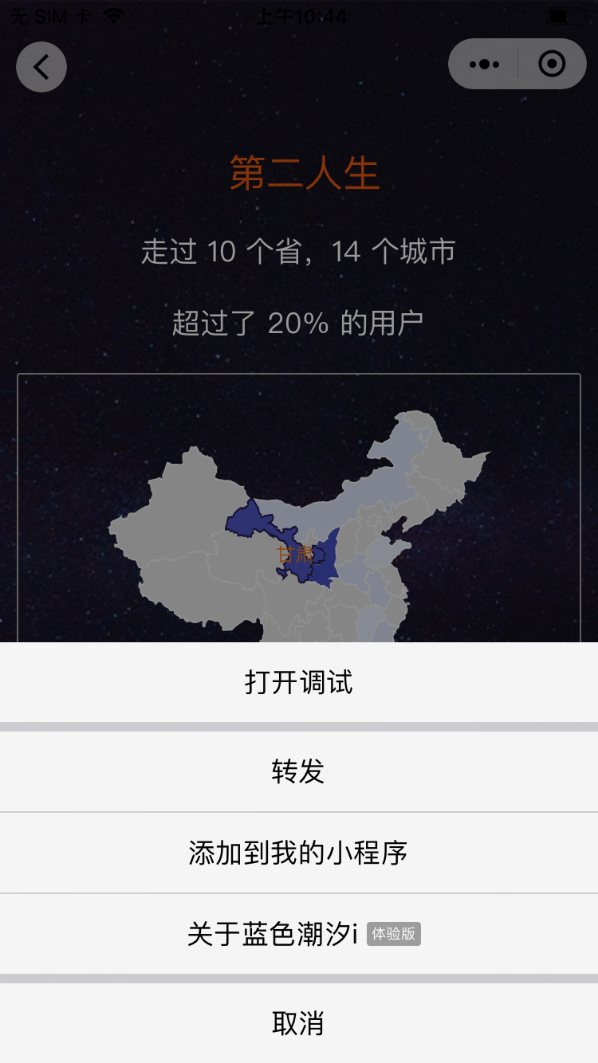 无 SIM 卡
上午10:44
第二人生
走过 10 个省，14 个城市
超过了 20% 的用户
甘肃
打开调试
转发
添加到我的小程序
关于蓝色潮汐i 体验版
取消